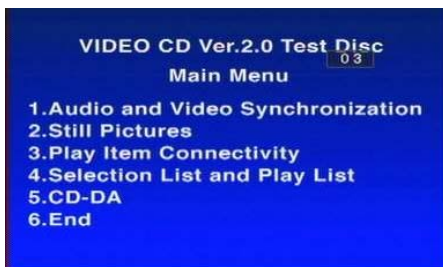 VIDEO CD Ver.2.0 Test Disc
03
Main Menu
1.Audio and Video Synchronization
2.Still Pictures
3.Play Item Connectivity
4.Selection List and Play List
5.CD-DA
6.End